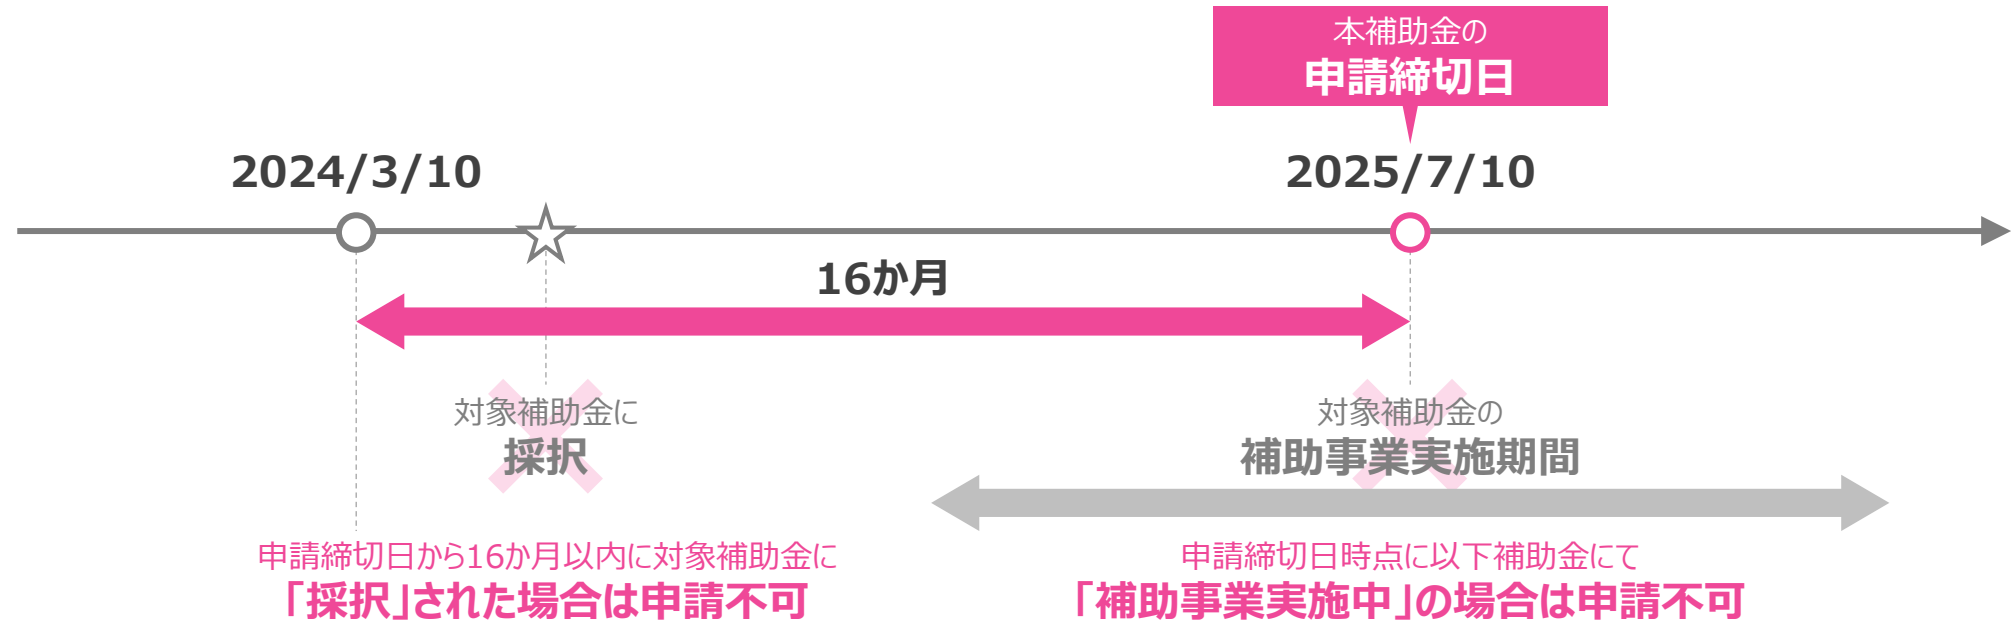 本補助金の
申請締切日
2024/3/10
2025/7/10
16か月
対象補助金に
採択
対象補助金の
補助事業実施期間
申請締切日から16か月以内に対象補助金に
「採択」された場合は申請不可
申請締切日時点に以下補助金にて
「補助事業実施中」の場合は申請不可